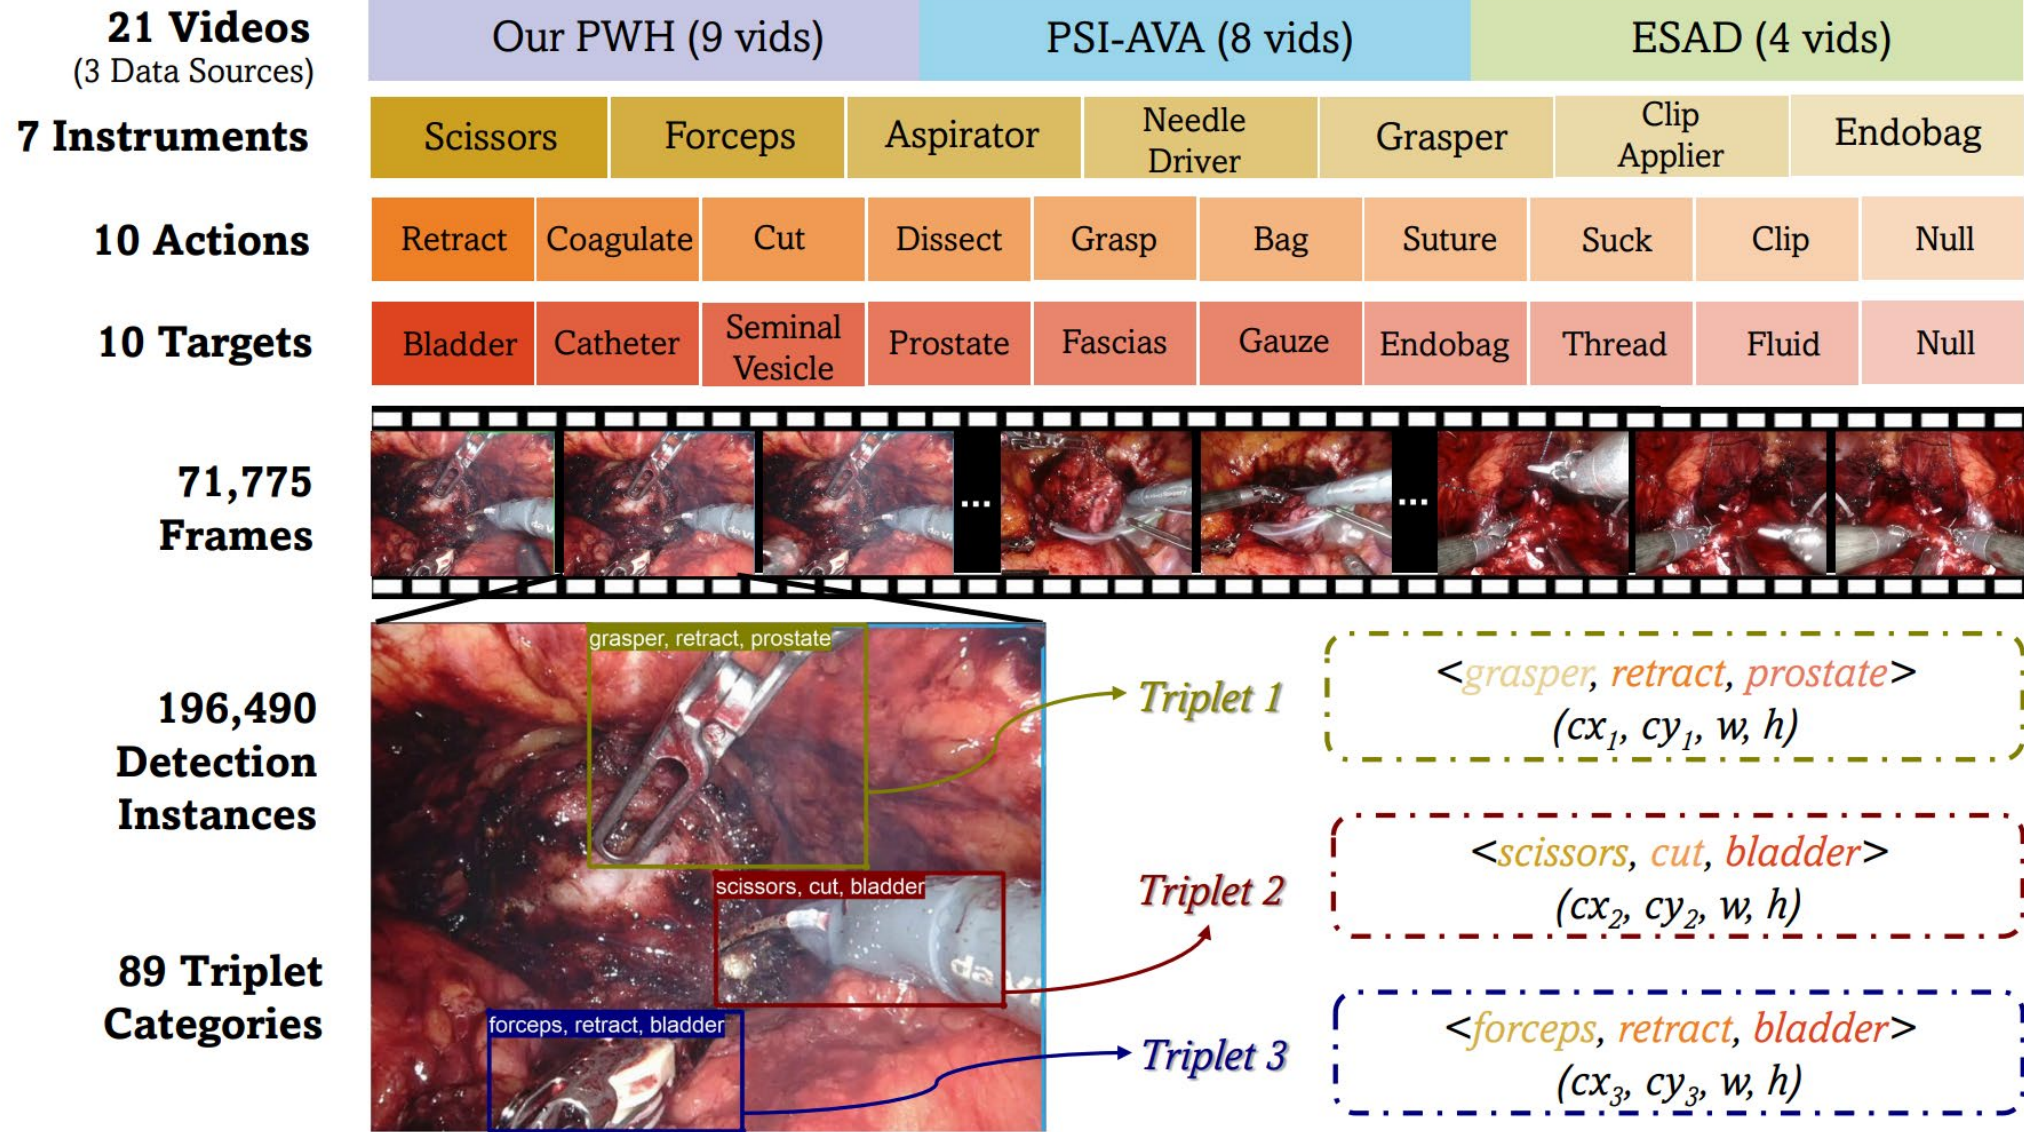 21 Videos
(3 Data Sources)
Our PWH (9 vids)
PSI-AVA (8 vids)
ESAD (4 vids)
7 Instruments
Scissors
Forceps
Aspirator
Needle
Driver
Grasper
Clip
Applier
Endobag
10 Actions
Retract
Coagulate
Cut
Dissect
Grasp
Bag
Suture
Suck
Clip
Null
10 Targets
Bladder
Catheter
Seminal
Vesicle
Prostate
Fascias
Gauze
Endobag
Thread
Fluid
Null
71,775
Frames
...
...
196,490
Detection
Instances
89 Triplet
Categories
grasper, retract, prostate
scissors, cut, bladder
da V
forceps, retract, bladder
Triplet 1
<grasper, retract, prostate>
(cx₁, cy₁, w, h)
Triplet 2
<scissors, cut, bladder>
(cx₂, cy₂, w, h)
Triplet 3
<forceps, retract, bladder>
(cx₃, cy₃, w, h)